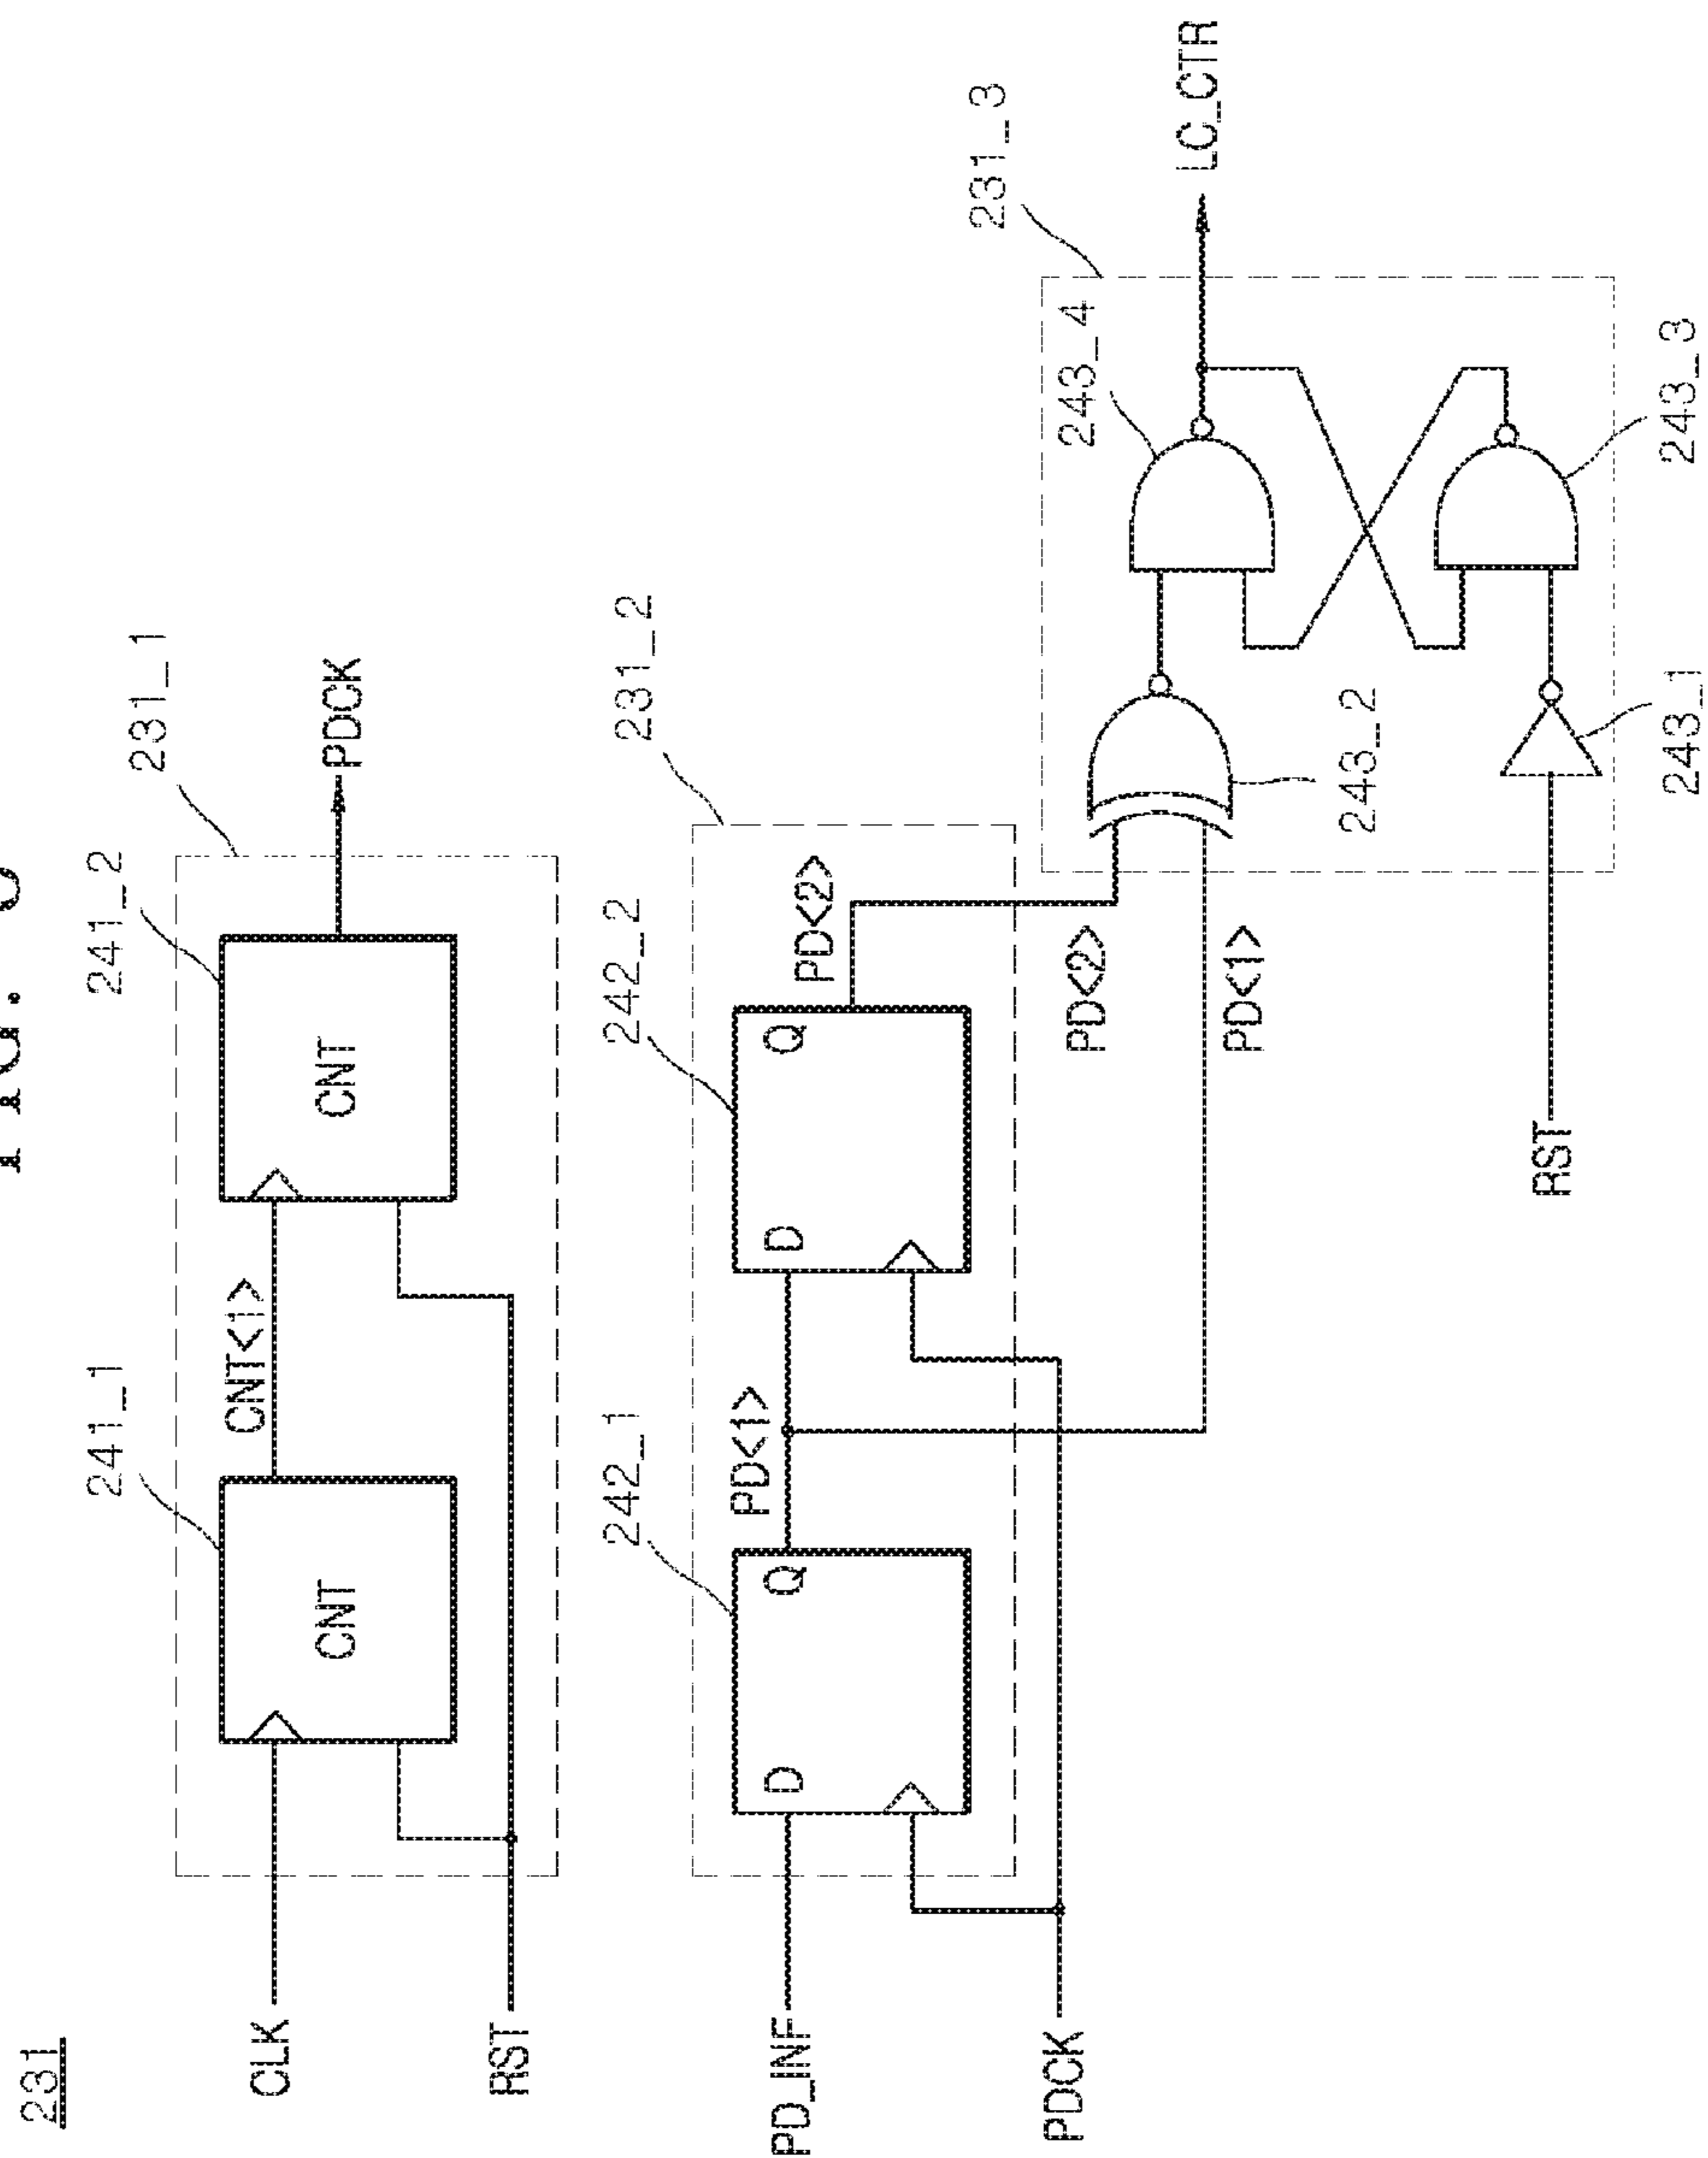 231
231_1
241_1
241_2
CLK
CNT
CNT<1>
CNT
PDCK
RST
231_2
242_1
242_2
PD_INF
D
Q
PD<1>
D
Q
PD<2>
PDCK
PD<2>
PD<1>
231_3
243_4
LC_CTR
243_2
RST
243_1
243_3